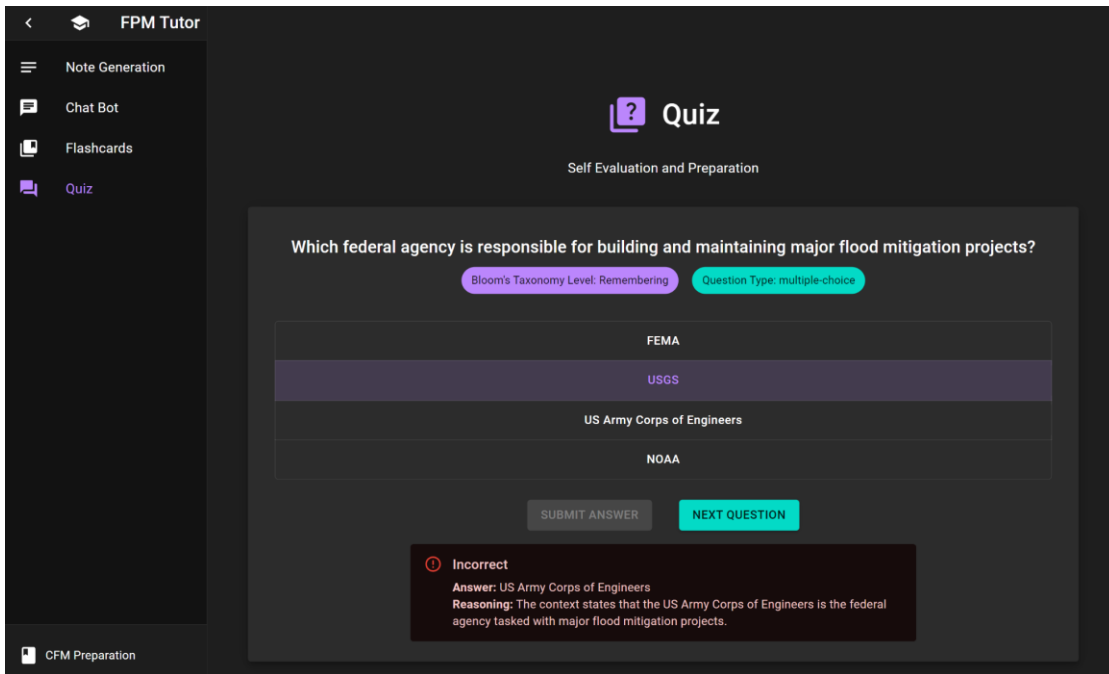 FPM Tutor
Note Generation
Chat Bot
Flashcards
Quiz
CFM Preparation
Quiz
Self Evaluation and Preparation
Which federal agency is responsible for building and maintaining major flood mitigation projects?
Bloom's Taxonomy Level: Remembering
Question Type: multiple-choice
FEMA
USGS
US Army Corps of Engineers
NOAA
SUBMIT ANSWER
NEXT QUESTION
Incorrect
Answer: US Army Corps of Engineers
Reasoning: The context states that the US Army Corps of Engineers is the federal
agency tasked with major flood mitigation projects.